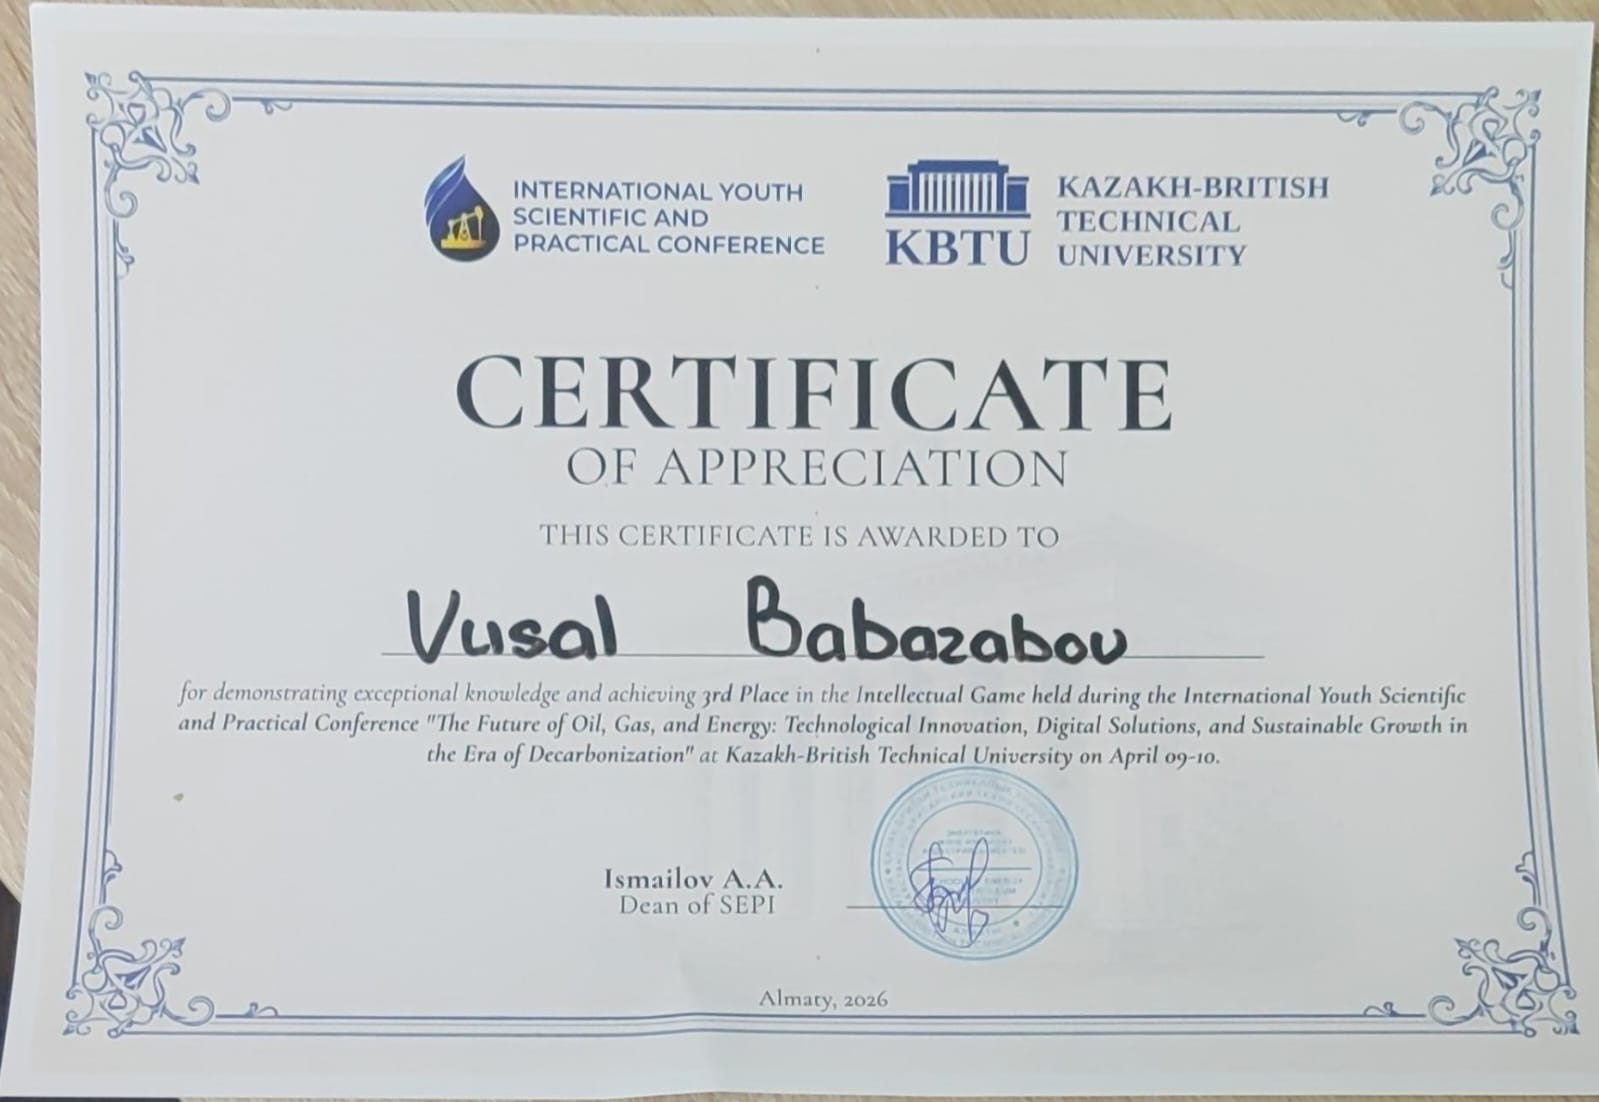 INTERNATIONAL YOUTH
SCIENTIFIC AND
PRACTICAL CONFERENCE
KBTU
KAZAKH-BRITISH
TECHNICAL
UNIVERSITY
CERTIFICATE
OF APPRECIATION
THIS CERTIFICATE IS AWARDED TO
Vusal Babazabov
for demonstrating exceptional knowledge and achieving 3rd Place in the Intellectual Game held during the International Youth Scientific
and Practical Conference "The Future of Oil, Gas, and Energy: Technological Innovation, Digital Solutions, and Sustainable Growth in
the Era of Decarbonization" at Kazakh-British Technical University on April 09-10.
Ismailov A.A.
Dean of SEPI
Almaty, 2026